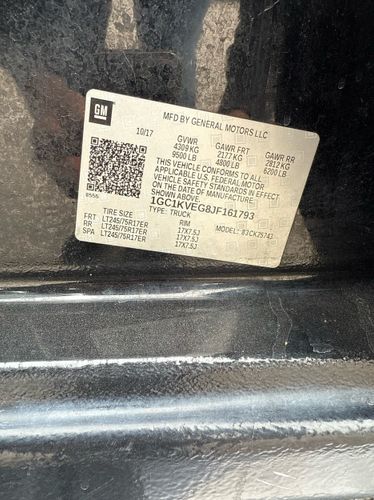 GM
MFD BY GENERAL MOTORS LLC
10/17 GVWR GAWR FRT GAWR RR
4309 KG 2177 KG 2812 KG
9500 LB 4800 LB 6200 LB
THIS VEHICLE CONFORMS TO ALL
APPLICABLE U.S. FEDERAL MOTOR
VEHICLE SAFETY STANDARDS IN EFFECT ON THE DATE OF MANUFACTURE
SHOWN ABOVE.
1GC1KVEG8JF161793
TYPE: TRUCK
TIRE SIZE RIM MODEL:
FRT LT245/75R17ER 17X7.5J
RR LT245/75R17ER 17X7.5J
SPA LT245/75R17ER 17X7.5J